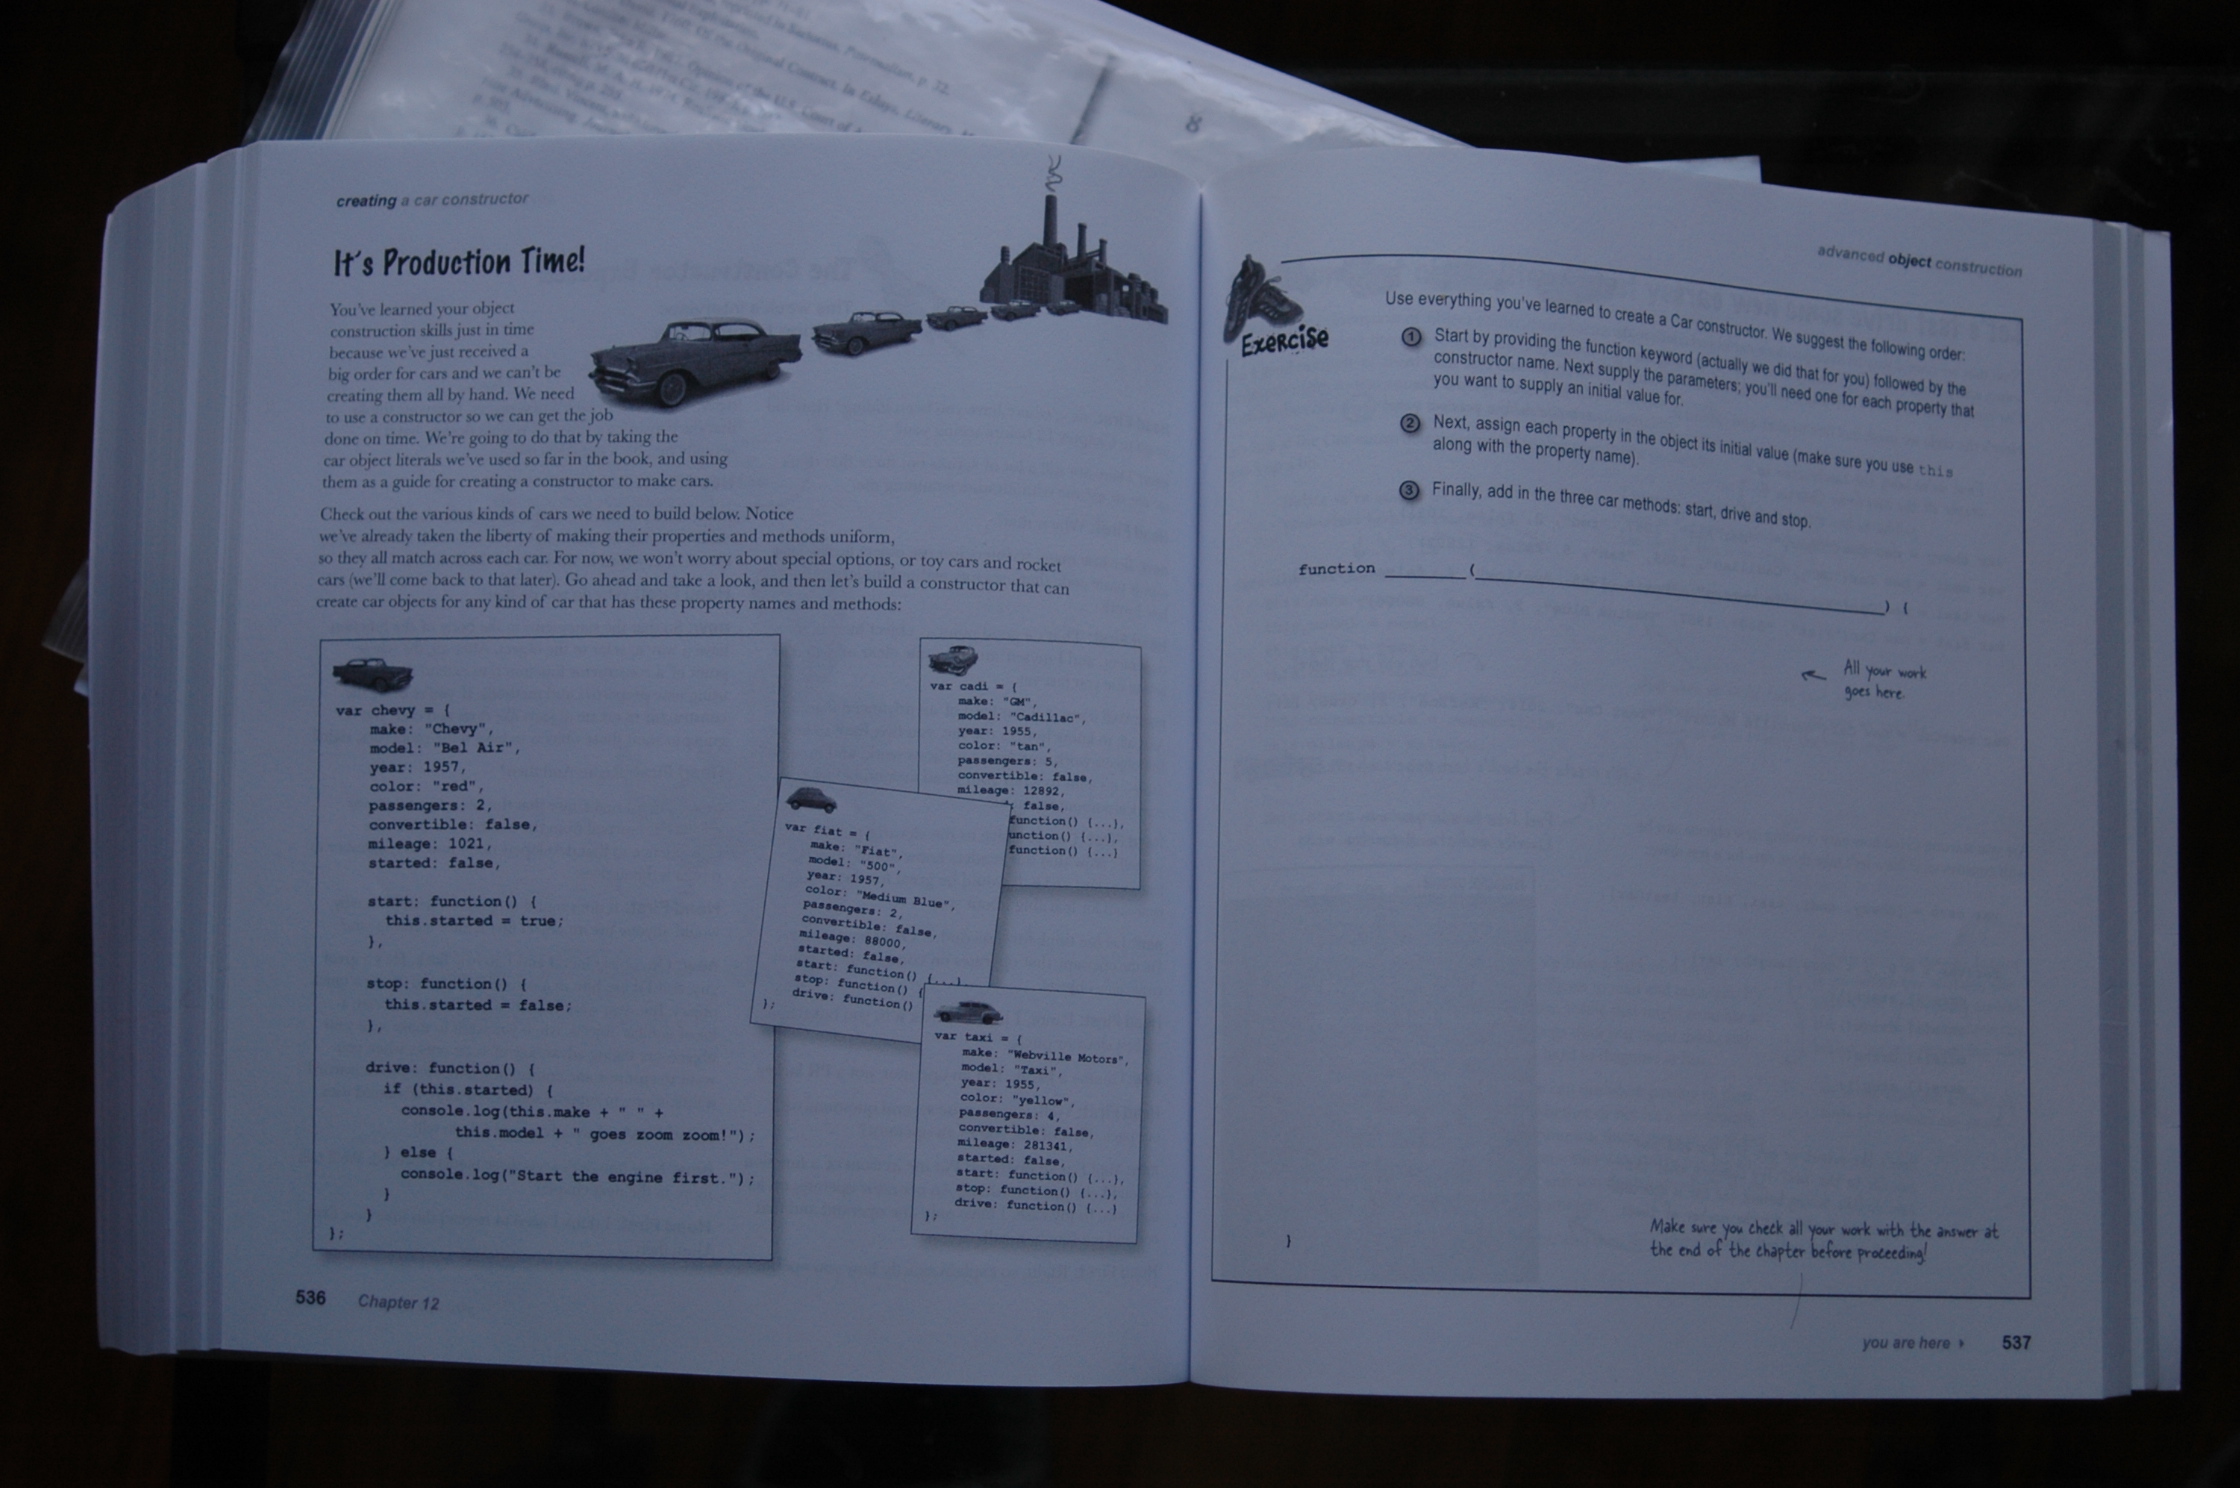 Postmodernism, p. 22.
Of the Original Contract. In Essays, Literary,
8
creating a car constructor
It's Production Time!
You've learned your object
construction skills just in time
because we've just received a
big order for cars and we can't be
creating them all by hand. We need
to use a constructor so we can get the job
done on time. We're going to do that by taking the
car object literals we've used so far in the book, and using
them as a guide for creating a constructor to make cars.
Check out the various kinds of cars we need to build below. Notice
we've already taken the liberty of making their properties and methods uniform,
so they all match across each car. For now, we won't worry about special options, or toy cars and rocket
cars (we'll come back to that later). Go ahead and take a look, and then let's build a constructor that can
create car objects for any kind of car that has these property names and methods:
var chevy = {
make: "Chevy",
model: "Bel Air",
year: 1957,
color: "red",
passengers: 2,
convertible: false,
mileage: 1021,
started: false,
start: function() {
this.started = true;
},
stop: function() {
this.started = false;
},
drive: function() {
if (this.started) {
console.log(this.make + " " +
this.model + " goes zoom zoom!");
} else {
console.log("Start the engine first.");
}
}
};
var cadi = {
make: "GM",
model: "Cadillac",
year: 1955,
color: "tan",
passengers: 5,
convertible: false,
mileage: 12892,
false,
function() {...},
unction() {...},
function() {...}
var fiat = {
make: "Fiat",
model: "500",
year: 1957,
color: "Medium Blue",
passengers: 2,
convertible: false,
mileage: 88000,
started: false,
start: function() {...},
stop: function() {
drive: function()
};
var taxi = {
make: "Webville Motors",
model: "Taxi",
year: 1955,
color: "yellow",
passengers: 4,
convertible: false,
mileage: 281341,
started: false,
start: function() {...},
stop: function() {...},
drive: function() {...}
};
536 Chapter 12
advanced object construction
Exercise
Use everything you've learned to create a Car constructor. We suggest the following order:
1 Start by providing the function keyword (actually we did that for you) followed by the
constructor name. Next supply the parameters; you'll need one for each property that
you want to supply an initial value for.
2 Next, assign each property in the object its initial value (make sure you use this
along with the property name).
3 Finally, add in the three car methods: start, drive and stop.
function ________(________________________________) {
All your work
goes here.
}
Make sure you check all your work with the answer at
the end of the chapter before proceeding!
you are here 537